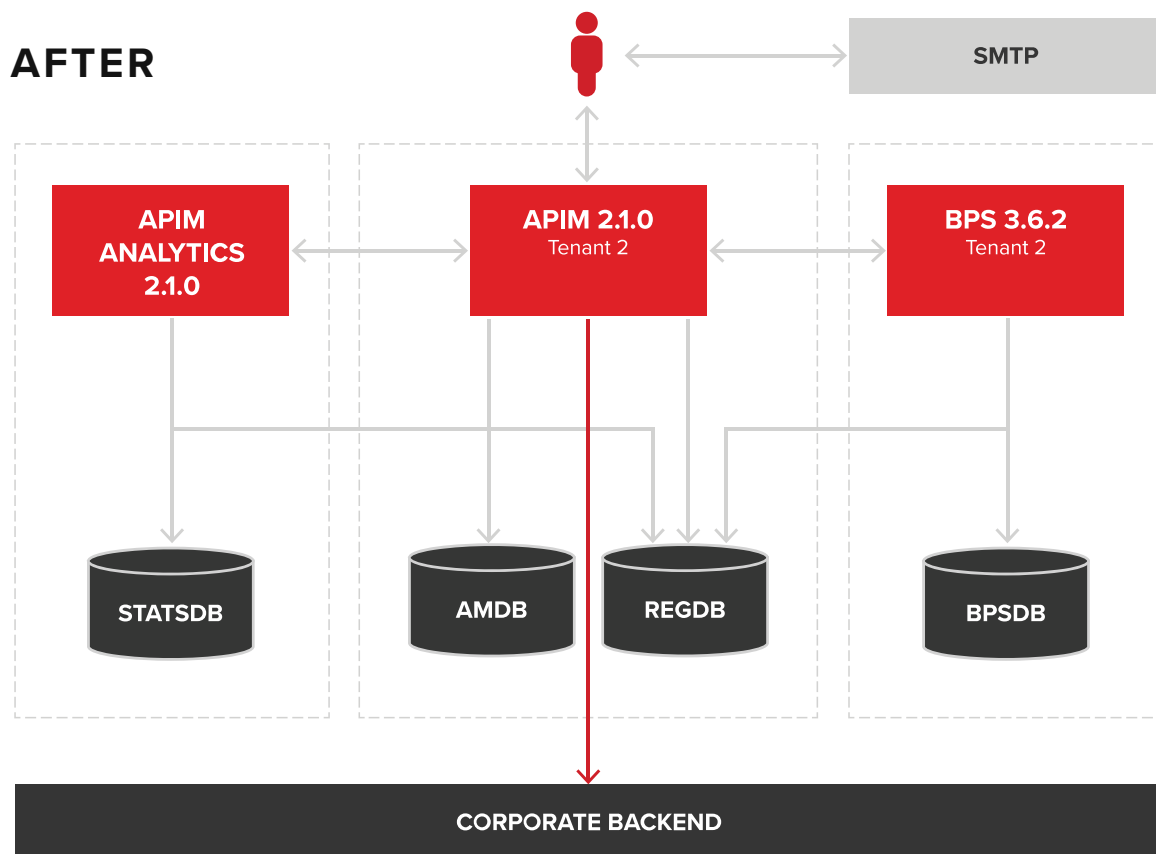 AFTER
SMTP
APIM
ANALYTICS
2.1.0
APIM 2.1.0
Tenant 2
BPS 3.6.2
Tenant 2
STATSDB
AMDB
REGDB
BPSDB
CORPORATE BACKEND